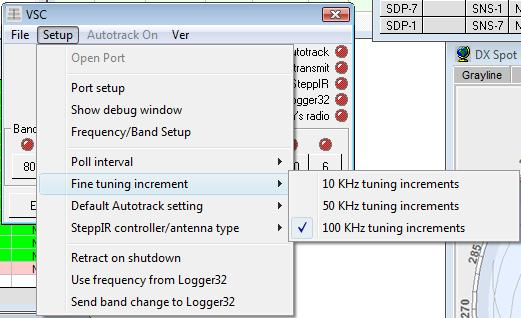 VSC
File Setup Autotrack On Ver
Open Port
Port setup
Show debug window
Frequency/Band Setup
Poll interval
Fine tuning increment
Default Autotrack setting
SteppIR controller/antenna type
Retract on shutdown
Use frequency from Logger32
Send band change to Logger32
10 KHz tuning increments
50 KHz tuning increments
100 KHz tuning increments
utotrack
transmit
SteppIR
ogger32
's radio
Band
80
6
E
SDP-7 SNS-1
SDP-1 SNS-7
DX Spot
Grayline
285
270